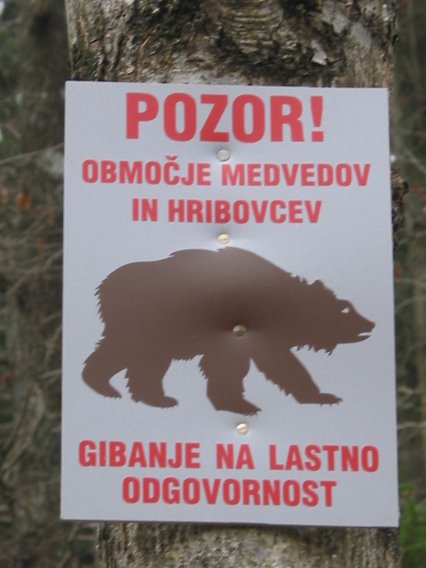 POZOR!
OBMOČJE MEDVEDOV
IN HRIBOVCEV
GIBANJE NA LASTNO
ODGOVORNOST